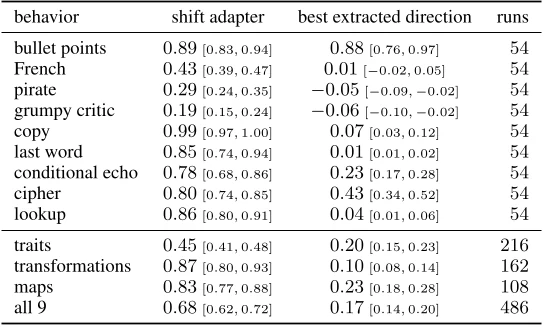 behavior shift adapter best extracted direction runs
bullet points 0.89 [0.83, 0.94] 0.88 [0.76, 0.97] 54
French 0.43 [0.39, 0.47] 0.01 [−0.02, 0.05] 54
pirate 0.29 [0.24, 0.35] −0.05 [−0.09, −0.02] 54
grumpy critic 0.19 [0.15, 0.24] −0.06 [−0.10, −0.02] 54
copy 0.99 [0.97, 1.00] 0.07 [0.03, 0.12] 54
last word 0.85 [0.74, 0.94] 0.01 [0.01, 0.02] 54
conditional echo 0.78 [0.68, 0.86] 0.23 [0.17, 0.28] 54
cipher 0.80 [0.74, 0.85] 0.43 [0.34, 0.52] 54
lookup 0.86 [0.80, 0.91] 0.04 [0.01, 0.06] 54
traits 0.45 [0.41, 0.48] 0.20 [0.15, 0.23] 216
transformations 0.87 [0.80, 0.93] 0.10 [0.08, 0.14] 162
maps 0.83 [0.77, 0.88] 0.23 [0.18, 0.28] 108
all 9 0.68 [0.62, 0.72] 0.17 [0.14, 0.20] 486